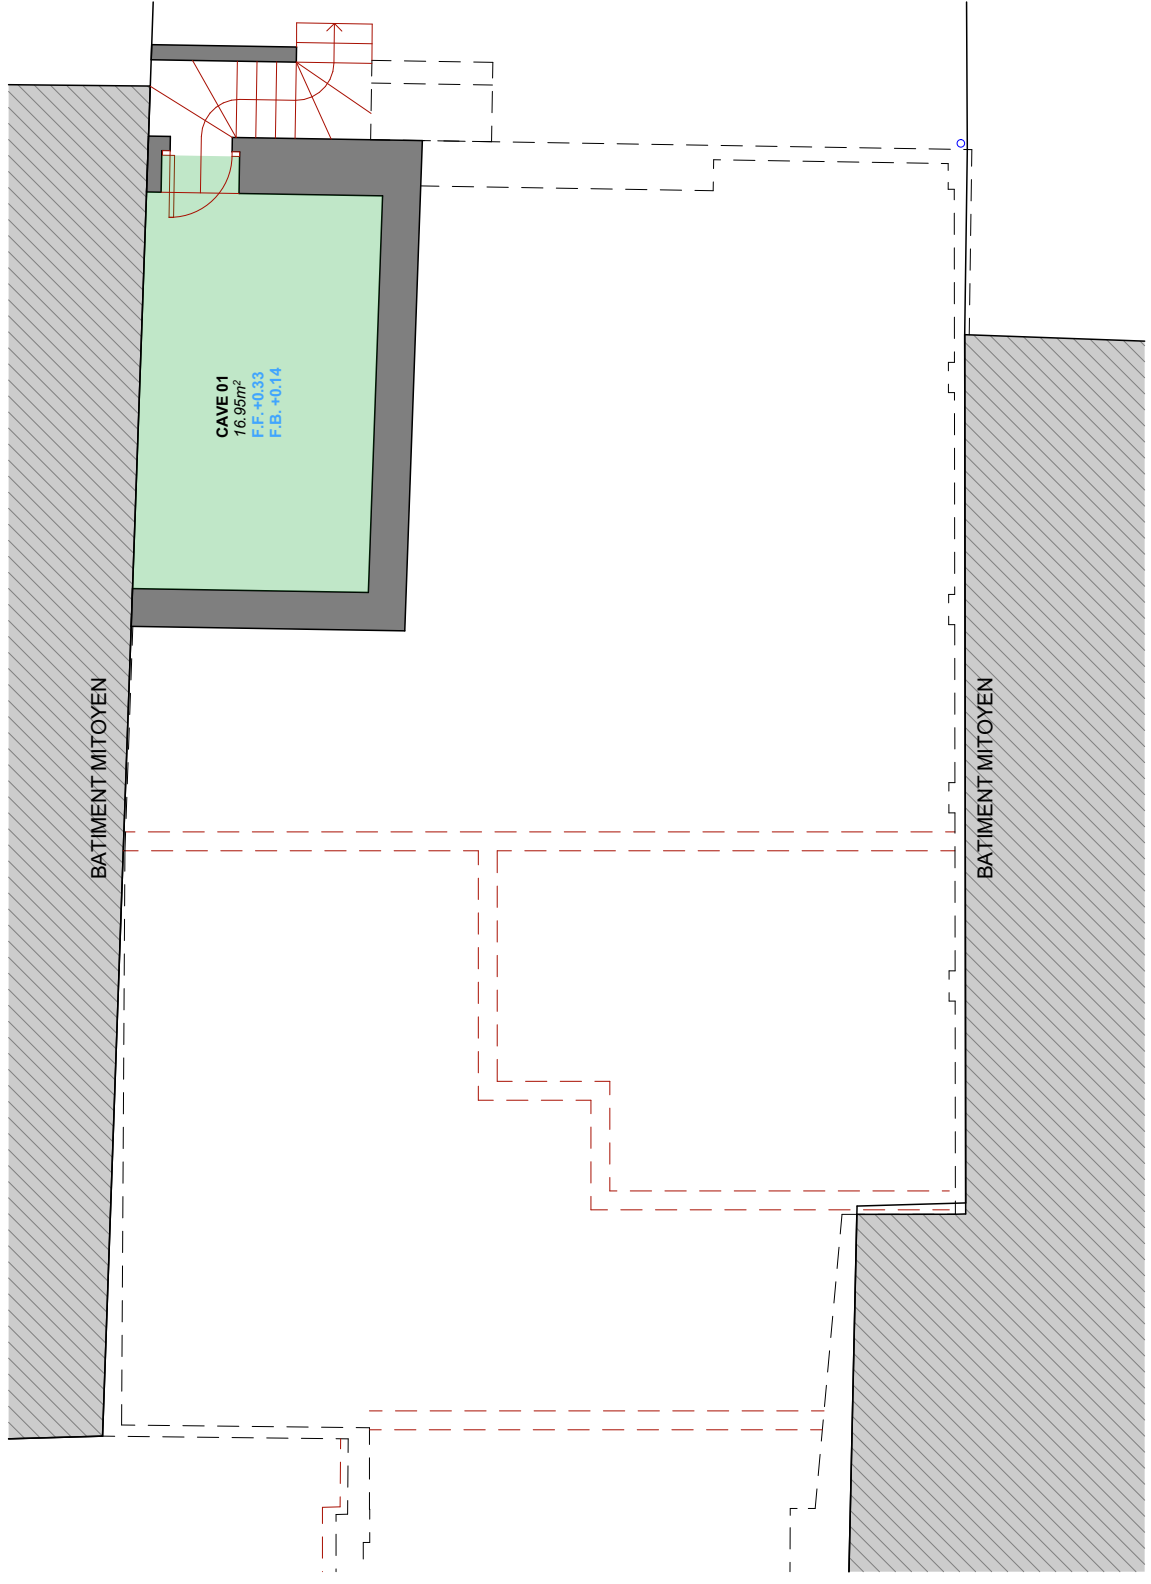 CAVE 01
16.95m²
F.F. +0.33
F.B. +0.14
BATIMENT MITOYEN
BATIMENT MITOYEN